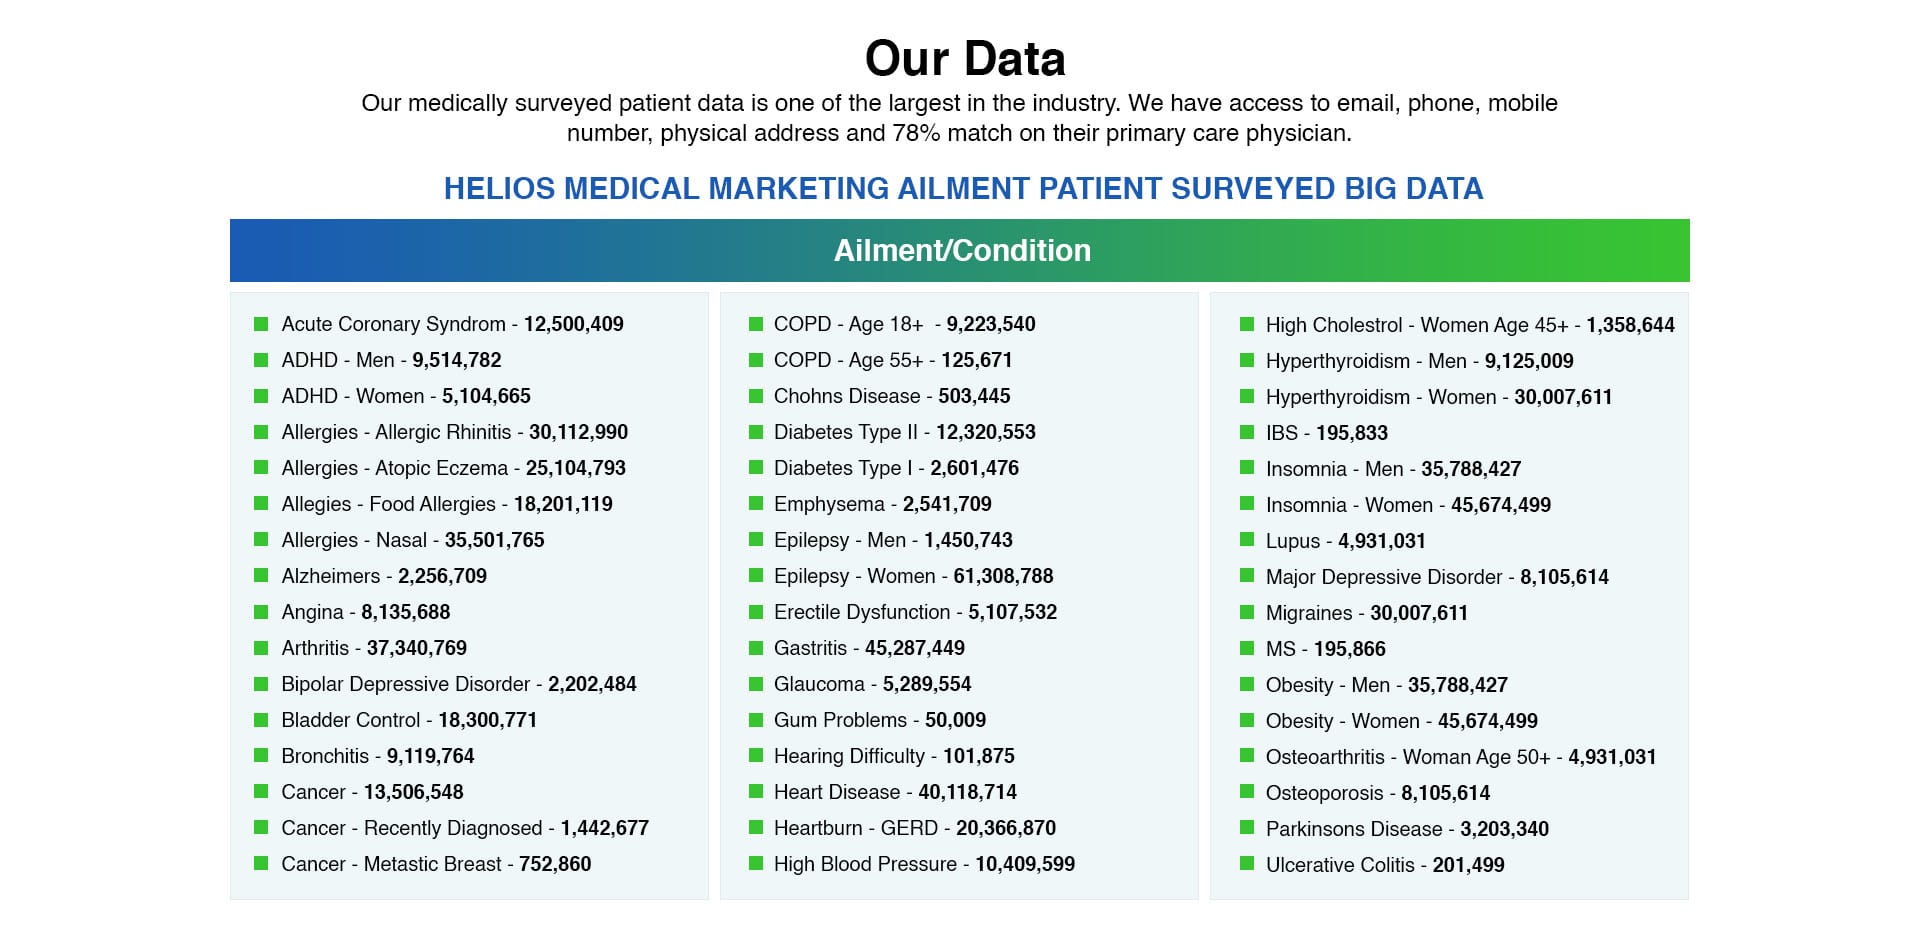 Our Data
Our medically surveyed patient data is one of the largest in the industry. We have access to email, phone, mobile
number, physical address and 78% match on their primary care physician.
HELIOS MEDICAL MARKETING AILMENT PATIENT SURVEYED BIG DATA
Ailment/Condition
Acute Coronary Syndrom - 12,500,409
ADHD - Men - 9,514,782
ADHD - Women - 5,104,665
Allergies - Allergic Rhinitis - 30,112,990
Allergies - Atopic Eczema - 25,104,793
Allegies - Food Allergies - 18,201,119
Allergies - Nasal - 35,501,765
Alzheimers - 2,256,709
Angina - 8,135,688
Arthritis - 37,340,769
Bipolar Depressive Disorder - 2,202,484
Bladder Control - 18,300,771
Bronchitis - 9,119,764
Cancer - 13,506,548
Cancer - Recently Diagnosed - 1,442,677
Cancer - Metastic Breast - 752,860
COPD - Age 18+  - 9,223,540
COPD - Age 55+ - 125,671
Chohns Disease - 503,445
Diabetes Type II - 12,320,553
Diabetes Type I - 2,601,476
Emphysema - 2,541,709
Epilepsy - Men - 1,450,743
Epilepsy - Women - 61,308,788
Erectile Dysfunction - 5,107,532
Gastritis - 45,287,449
Glaucoma - 5,289,554
Gum Problems - 50,009
Hearing Difficulty - 101,875
Heart Disease - 40,118,714
Heartburn - GERD - 20,366,870
High Blood Pressure - 10,409,599
High Cholestrol - Women Age 45+ - 1,358,644
Hyperthyroidism - Men - 9,125,009
Hyperthyroidism - Women - 30,007,611
IBS - 195,833
Insomnia - Men - 35,788,427
Insomnia - Women - 45,674,499
Lupus - 4,931,031
Major Depressive Disorder - 8,105,614
Migraines - 30,007,611
MS - 195,866
Obesity - Men - 35,788,427
Obesity - Women - 45,674,499
Osteoarthritis - Woman Age 50+ - 4,931,031
Osteoporosis - 8,105,614
Parkinsons Disease - 3,203,340
Ulcerative Colitis - 201,499